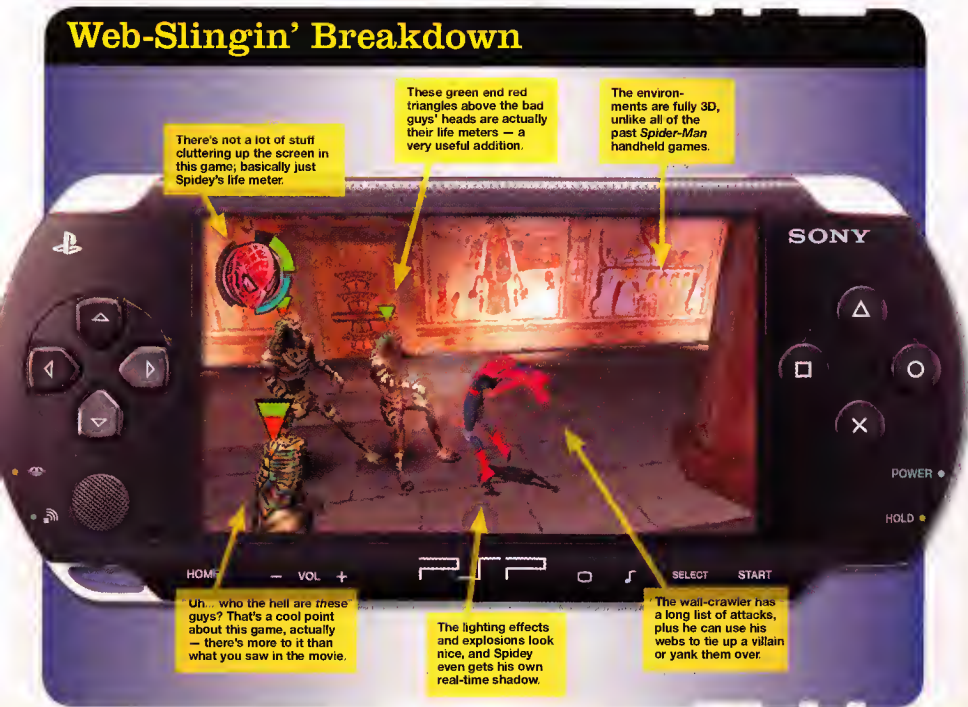 Web-Slingin' Breakdown
These green end red
triangles above the bad
guys' heads are actually
their life meters — a
very useful addition.
The environ-
ments are fully 3D,
unlike all of the
past Spider-Man
handheld games.
There's not a lot of stuff
cluttering up the screen in
this game; basically just
Spidey's life meter.
SONY
POWER
HOLD
HOME
— VOL +
PSP
SELECT
START
Uh... who the hell are these
guys? That's a cool point
about this game, actually
— there's more to it than
what you saw in the movie.
The lighting effects
and explosions look
nice, and Spidey
even gets his own
real-time shadow.
The wall-crawler has
a long list of attacks,
plus he can use his
webs to tie up a villain
or yank them over.